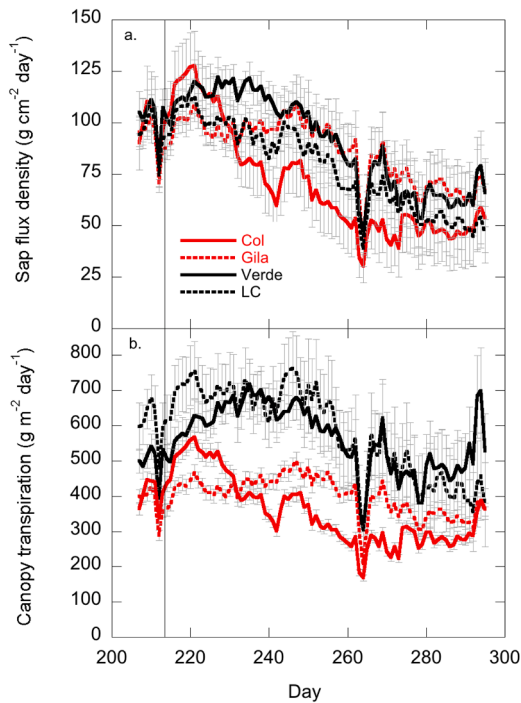 150
a.
125
100
75
50
25
0
Sap flux density (g cm⁻² day⁻¹)
Col
Gila
Verde
LC
b.
800
700
600
500
400
300
200
100
0
Canopy transpiration (g m⁻² day⁻¹)
200 220 240 260 280 300
Day